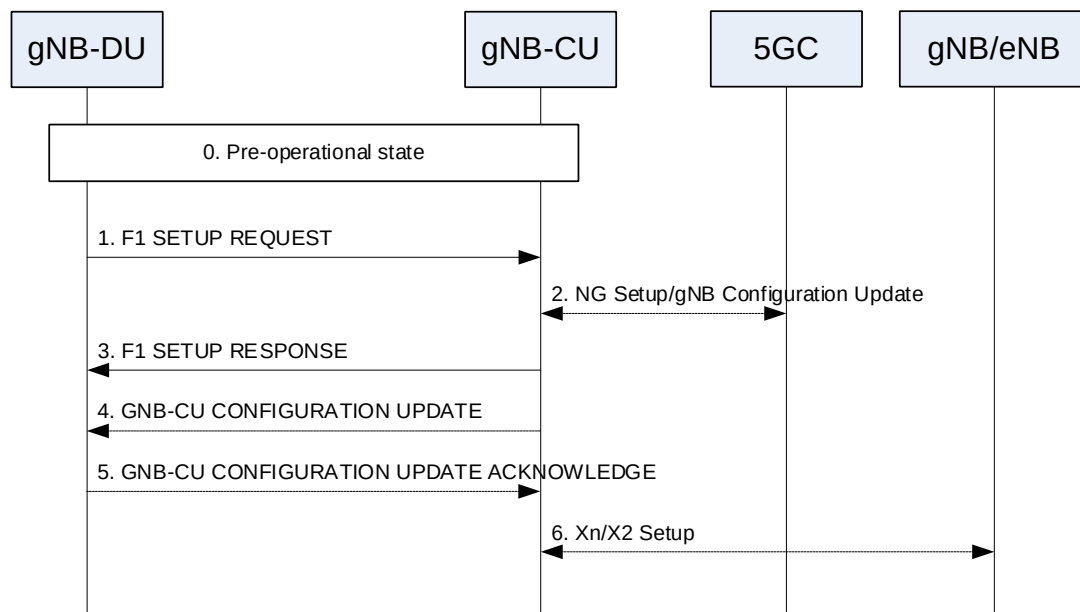 gNB-DU
gNB-CU
5GC
gNB/eNB
0. Pre-operational state
1. F1 SETUP REQUEST
2. NG Setup/gNB Configuration Update
3. F1 SETUP RESPONSE
4. GNB-CU CONFIGURATION UPDATE
5. GNB-CU CONFIGURATION UPDATE ACKNOWLEDGE
6. Xn/X2 Setup